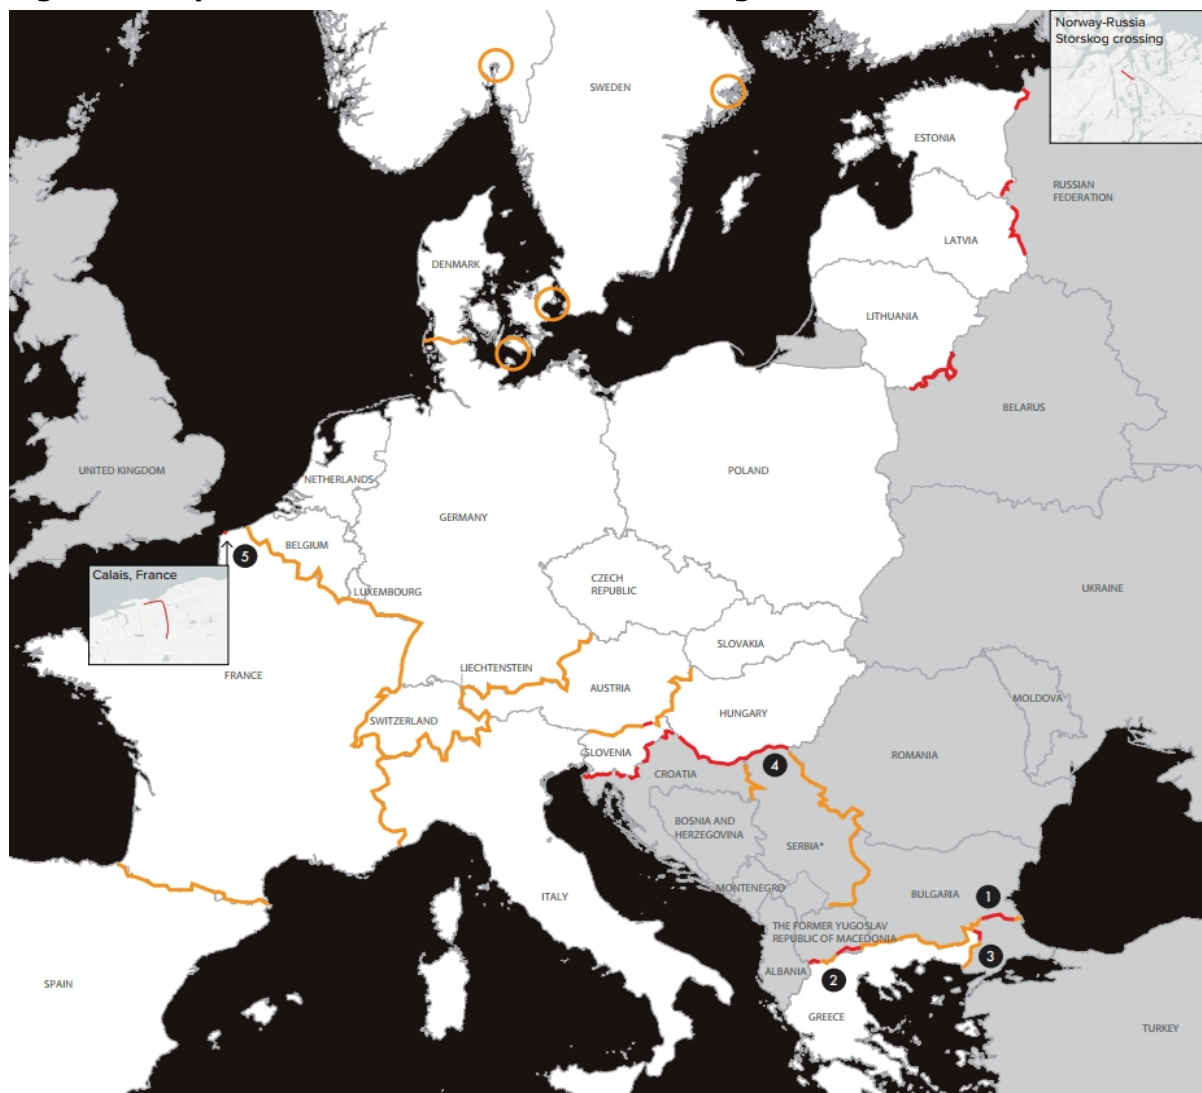 Norway-Russia
Storskog crossing
SWEDEN
ESTONIA
RUSSIAN
FEDERATION
LATVIA
DENMARK
LITHUANIA
BELARUS
UNITED KINGDOM
NETHERLANDS
POLAND
GERMANY
BELGIUM
5
Calais, France
LUXEMBOURG
CZECH
REPUBLIC
UKRAINE
SLOVAKIA
FRANCE
LIECHTENSTEIN
AUSTRIA
MOLDOVA
SWITZERLAND
HUNGARY
SLOVENIA
ROMANIA
4
CROATIA
BOSNIA AND
HERZEGOVINA
SERBIA*
MONTENEGRO
BULGARIA
1
ITALY
THE FORMER YUGOSLAV
REPUBLIC OF MACEDONIA
3
ALBANIA
2
SPAIN
GREECE
TURKEY